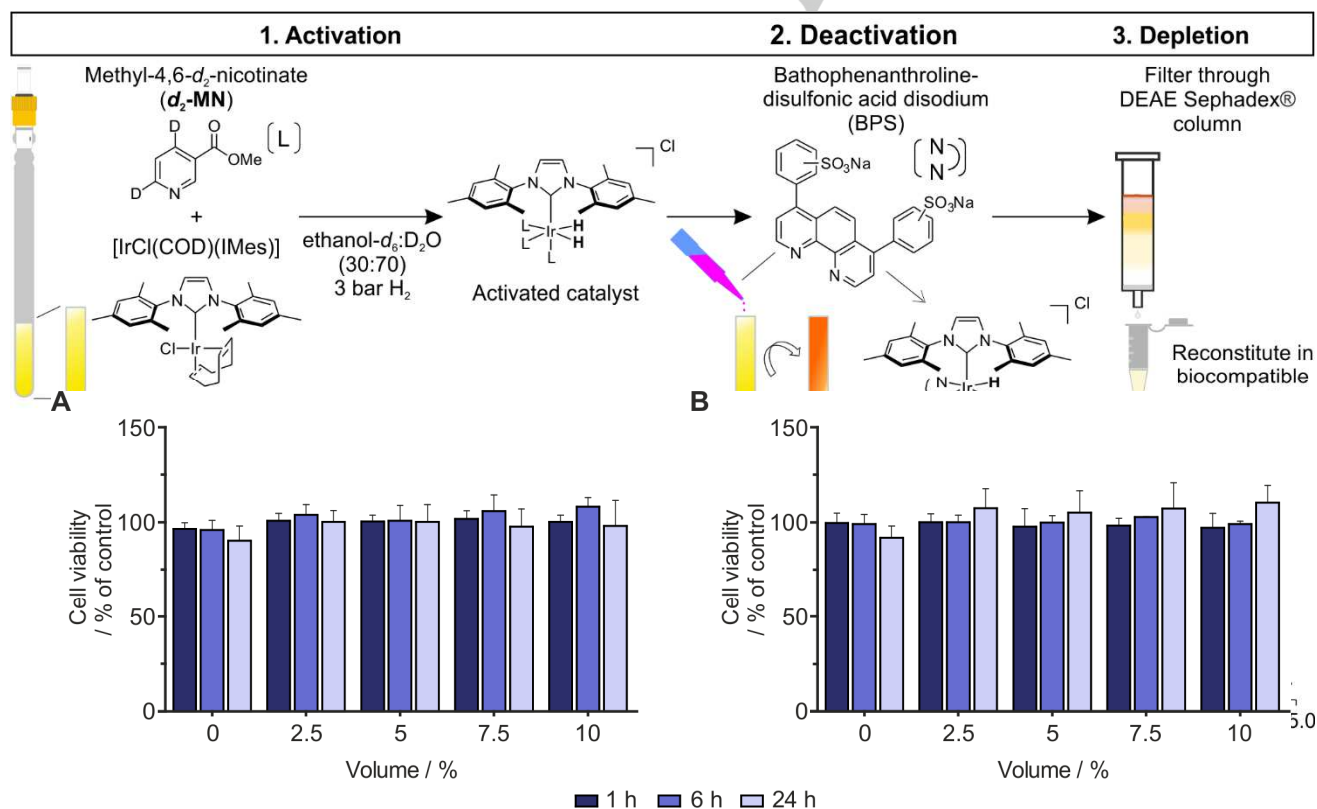 1. Activation
2. Deactivation
3. Depletion
Methyl-4,6-d2-nicotinate
(d2-MN)
D
O
OMe
D
N
[L]
+
[IrCl(COD)(IMes)]
N
N
Cl
Ir
ethanol-d6:D2O
(30:70)
3 bar H2
Cl
N
N
Ir
H
H
L
L
L
Activated catalyst
Bathophenanthroline-
disulfonic acid disodium
(BPS)
N
N
SO3Na
SO3Na
N
N
Cl
N
N
N
Ir
H
Filter through
DEAE Sephadex®
column
Reconstitute in
biocompatible
A
Cell viability
/ % of control
150
100
50
0
0 2.5 5 7.5 10
Volume / %
B
Cell viability
/ % of control
150
100
50
0
0 2.5 5 7.5 10
5.0
Volume / %
1 h 6 h 24 h